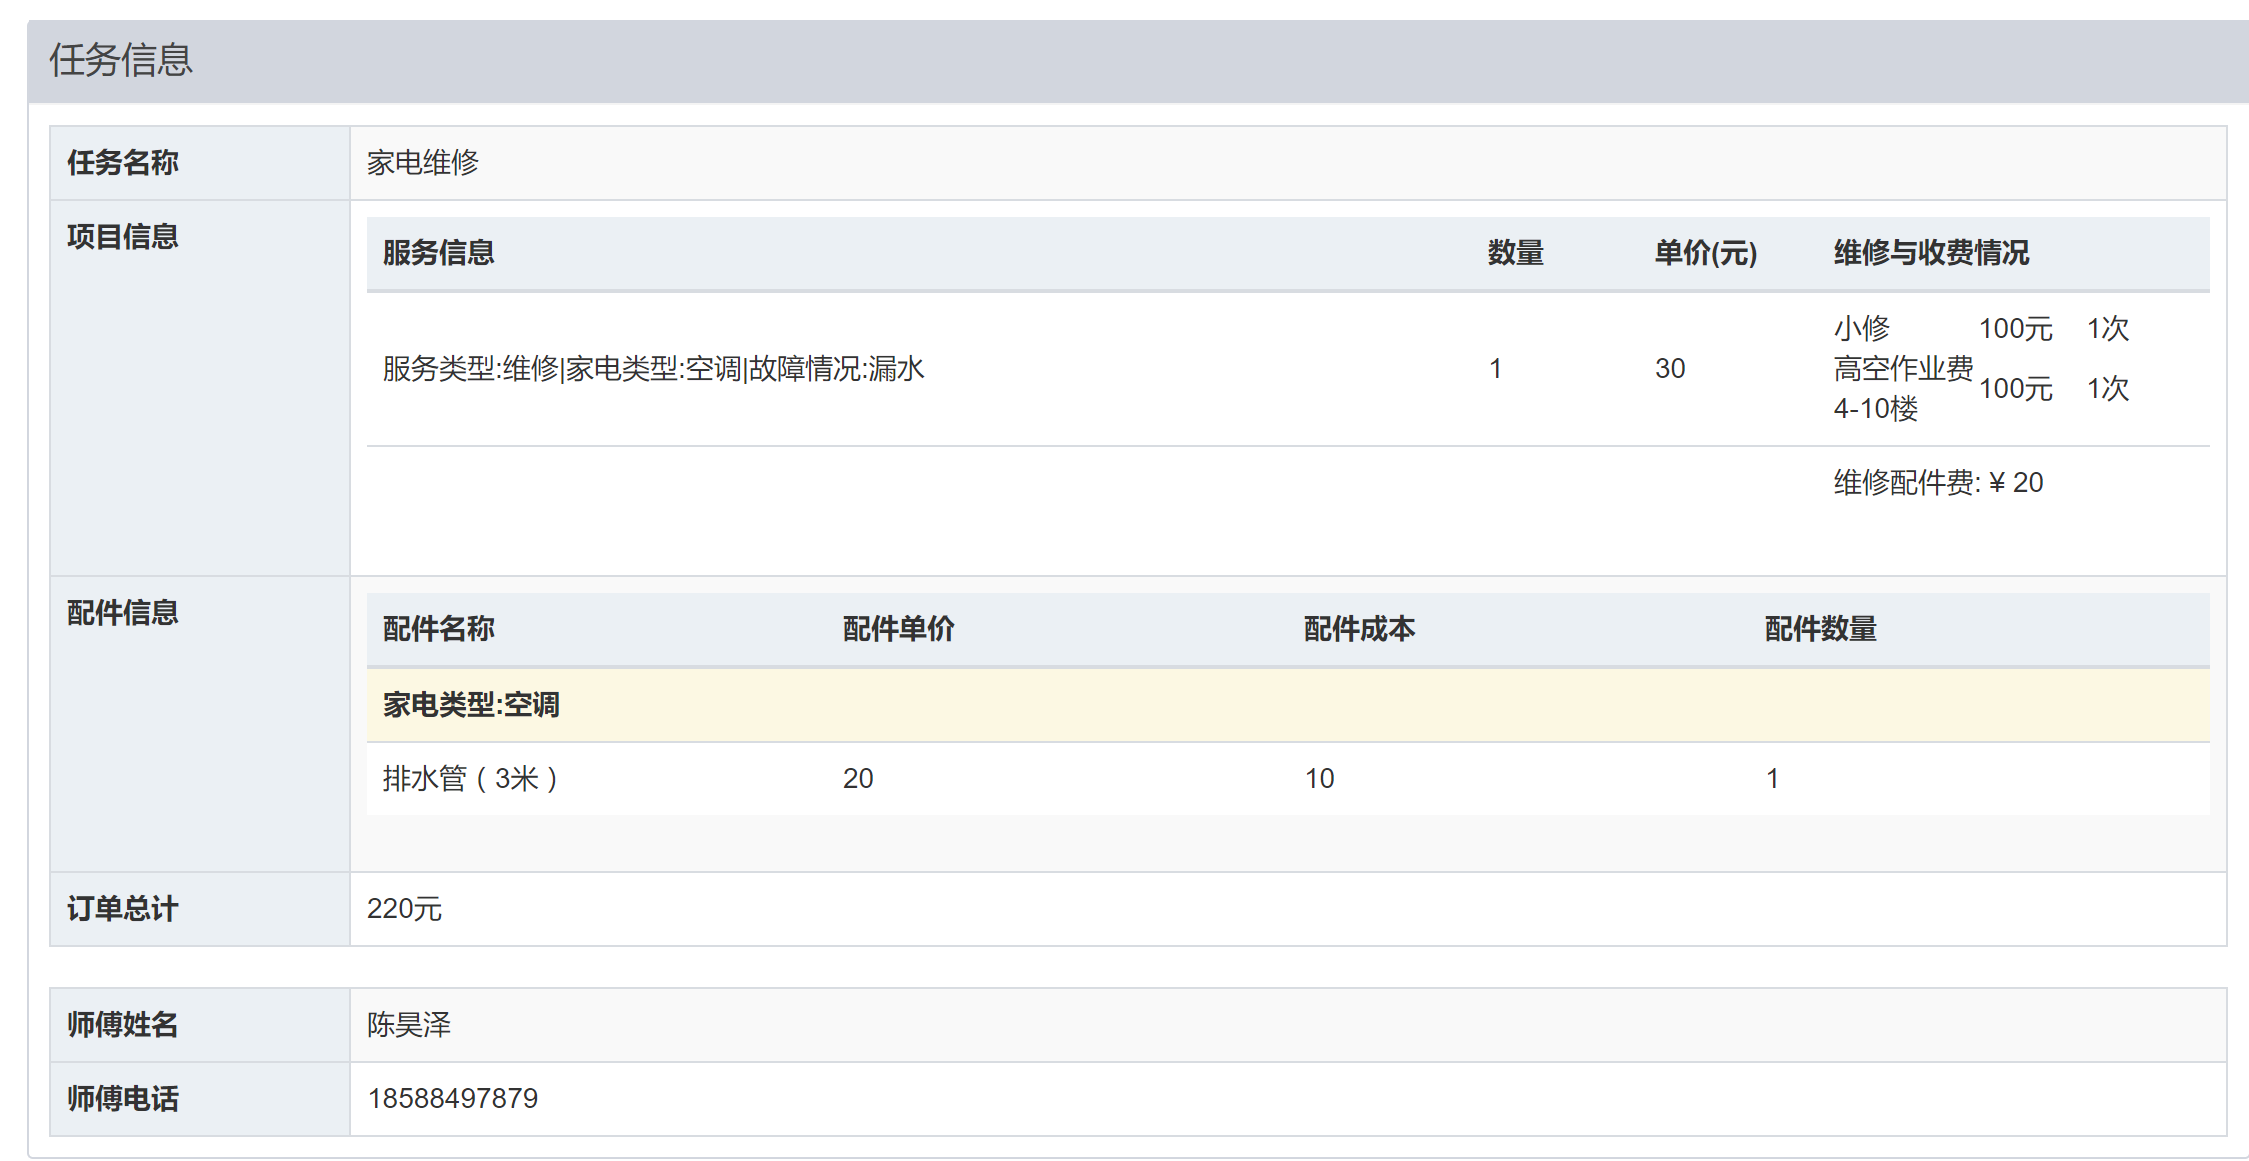 任务信息
任务名称 家电维修
项目信息
服务信息 数量 单价(元) 维修与收费情况
服务类型:维修|家电类型:空调|故障情况:漏水 1 30
小修 100元 1次
高空作业费
4-10楼 100元 1次
维修配件费: ¥ 20
配件信息
配件名称 配件单价 配件成本 配件数量
家电类型:空调
排水管（3米） 20 10 1
订单总计 220元
师傅姓名 陈昊泽
师傅电话 18588497879